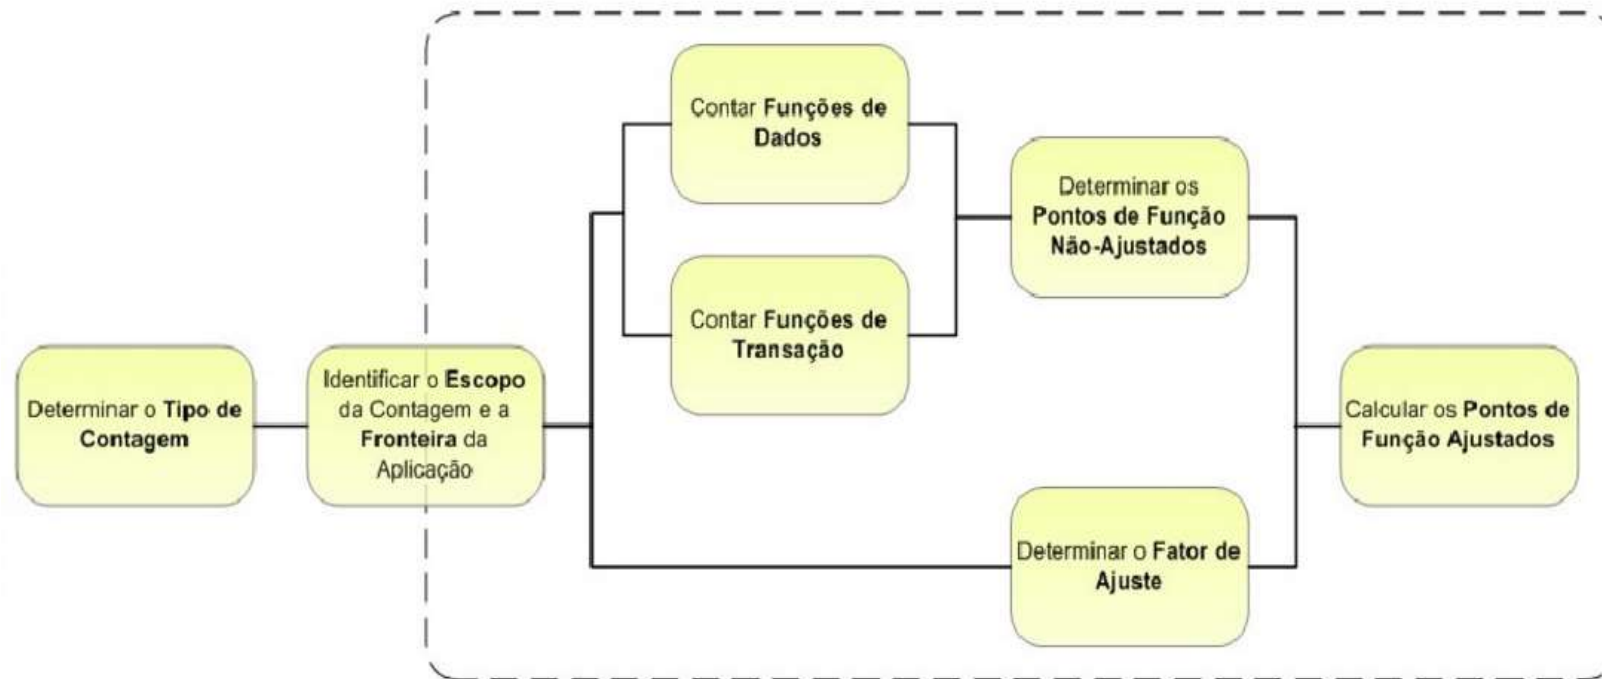 Determinar o Tipo de
Contagem
Identificar o Escopo
da Contagem e a
Fronteira da
Aplicação
Contar Funções de
Dados
Contar Funções de
Transação
Determinar os
Pontos de Função
Não-Ajustados
Determinar o Fator de
Ajuste
Calcular os Pontos de
Função Ajustados